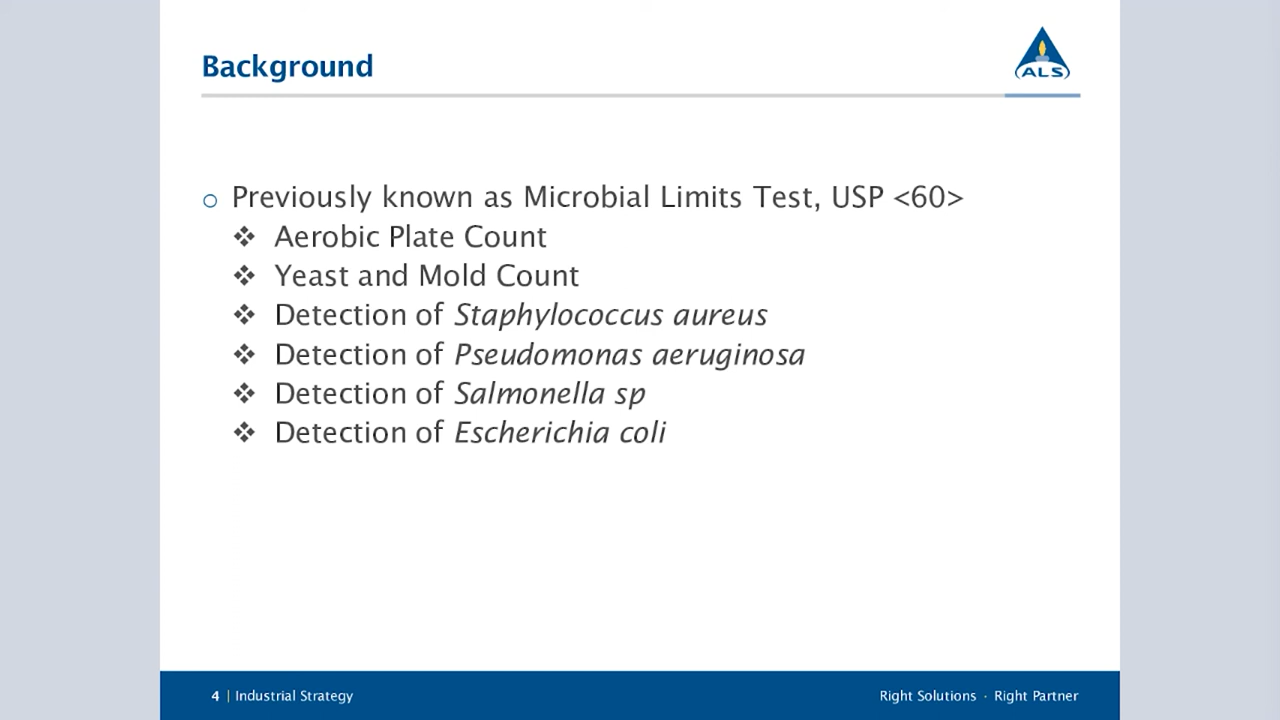 Background
ALS
Previously known as Microbial Limits Test, USP <60>
Aerobic Plate Count
Yeast and Mold Count
Detection of Staphylococcus aureus
Detection of Pseudomonas aeruginosa
Detection of Salmonella sp
Detection of Escherichia coli
4 | Industrial Strategy
Right Solutions · Right Partner